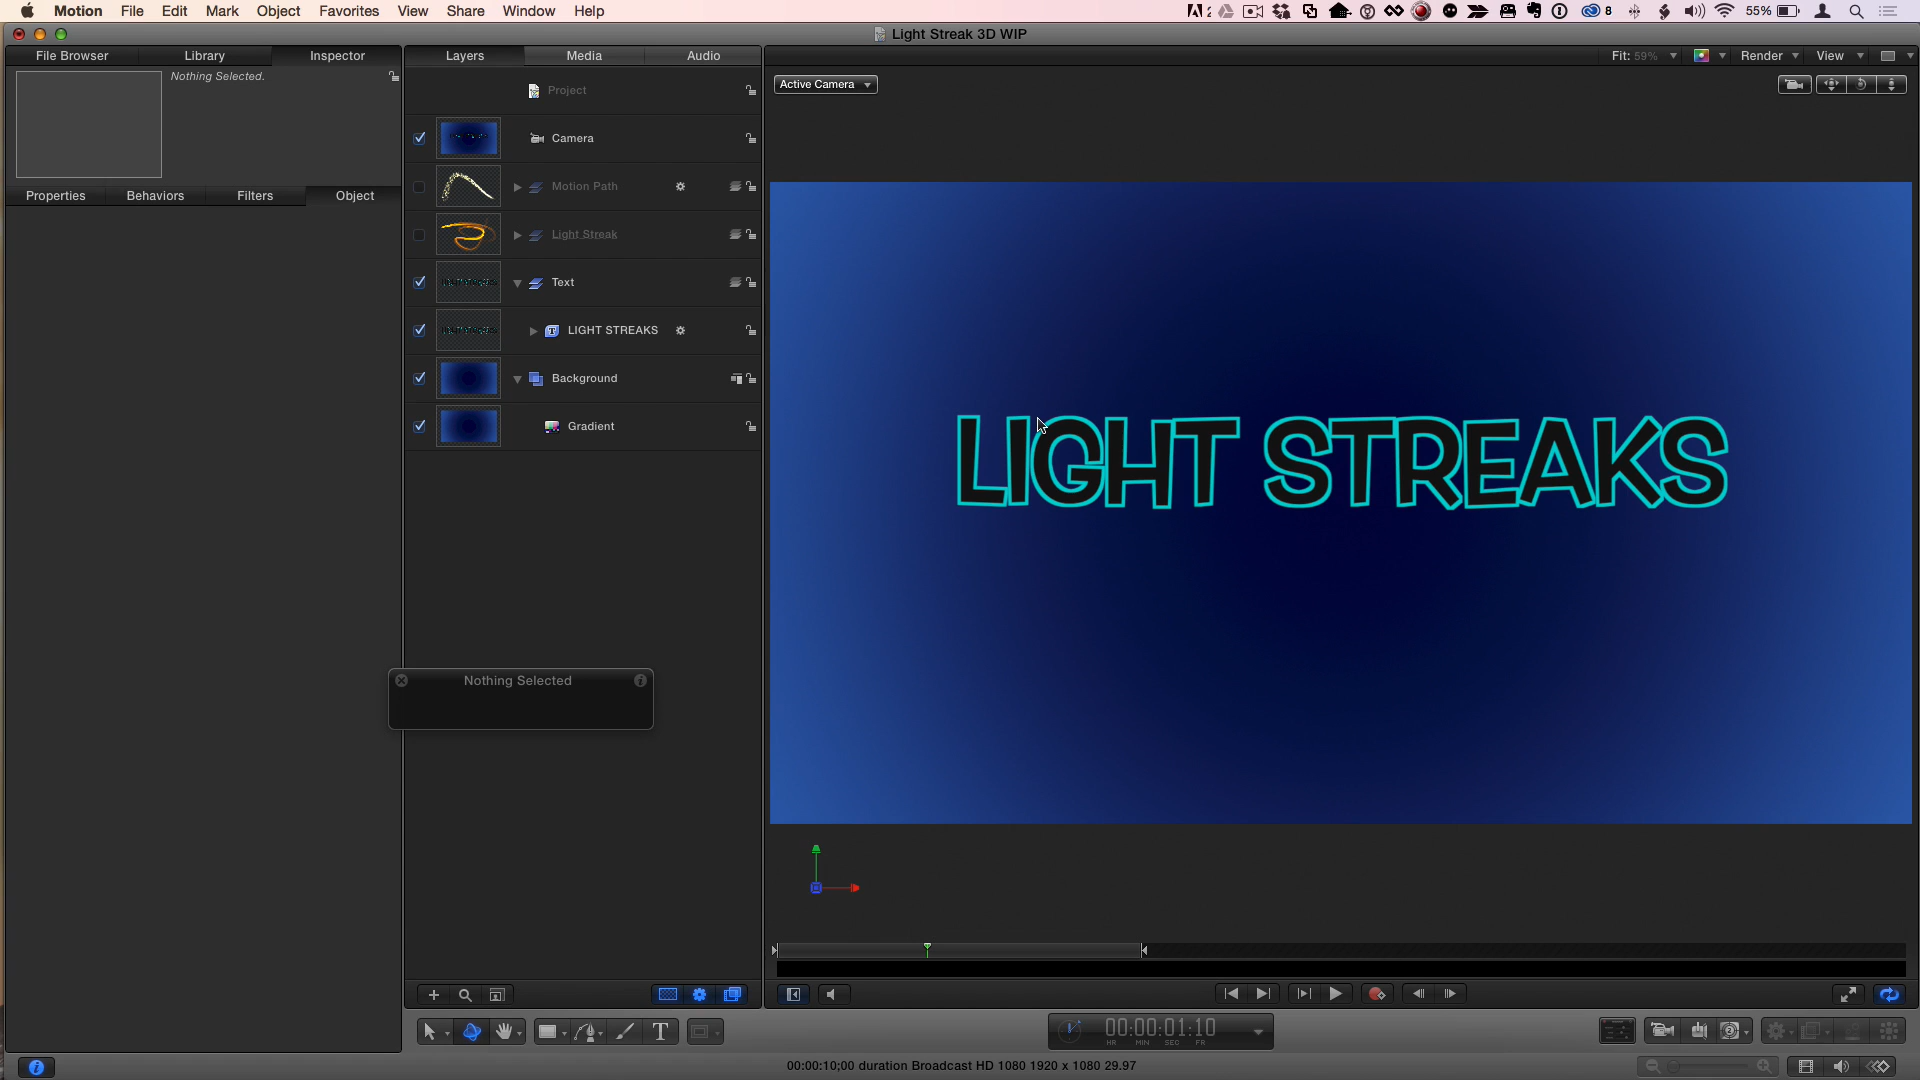 Motion File Edit Mark Object Favorites View Share Window Help
2
8
55%
Light Streak 3D WIP
File Browser Library Inspector
Layers Media Audio
Fit: 59% Render View
Nothing Selected.
Active Camera
Project
Camera
Motion Path
Properties Behaviors Filters Object
Light Streak
Text
LIGHT STREAKS
Background
Gradient
LIGHT STREAKS
Nothing Selected
T
00:00:01:10
HR MIN SEC FR
00:00:10;00 duration Broadcast HD 1080 1920 x 1080 29.97